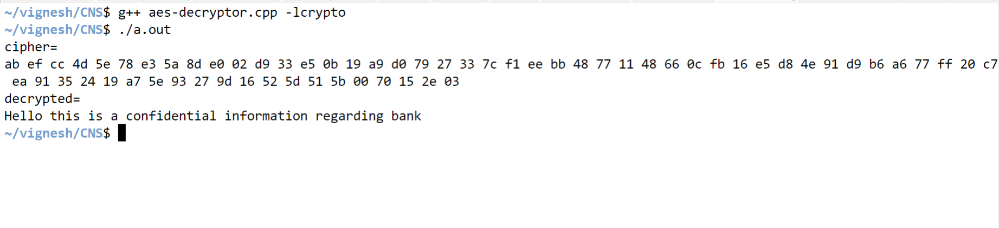 ~/vignesh/CNS$ g++ aes-decryptor.cpp -lcrypto
~/vignesh/CNS$ ./a.out
cipher=
ab ef cc 4d 5e 78 e3 5a 8d e0 02 d9 33 e5 0b 19 a9 d0 79 27 33 7c f1 ee bb 48 77 11 48 66 0c fb 16 e5 d8 4e 91 d9 b6 a6 77 ff 20 c7
ea 91 35 24 19 a7 5e 93 27 9d 16 52 5d 51 5b 00 70 15 2e 03
decrypted=
Hello this is a confidential information regarding bank
~/vignesh/CNS$